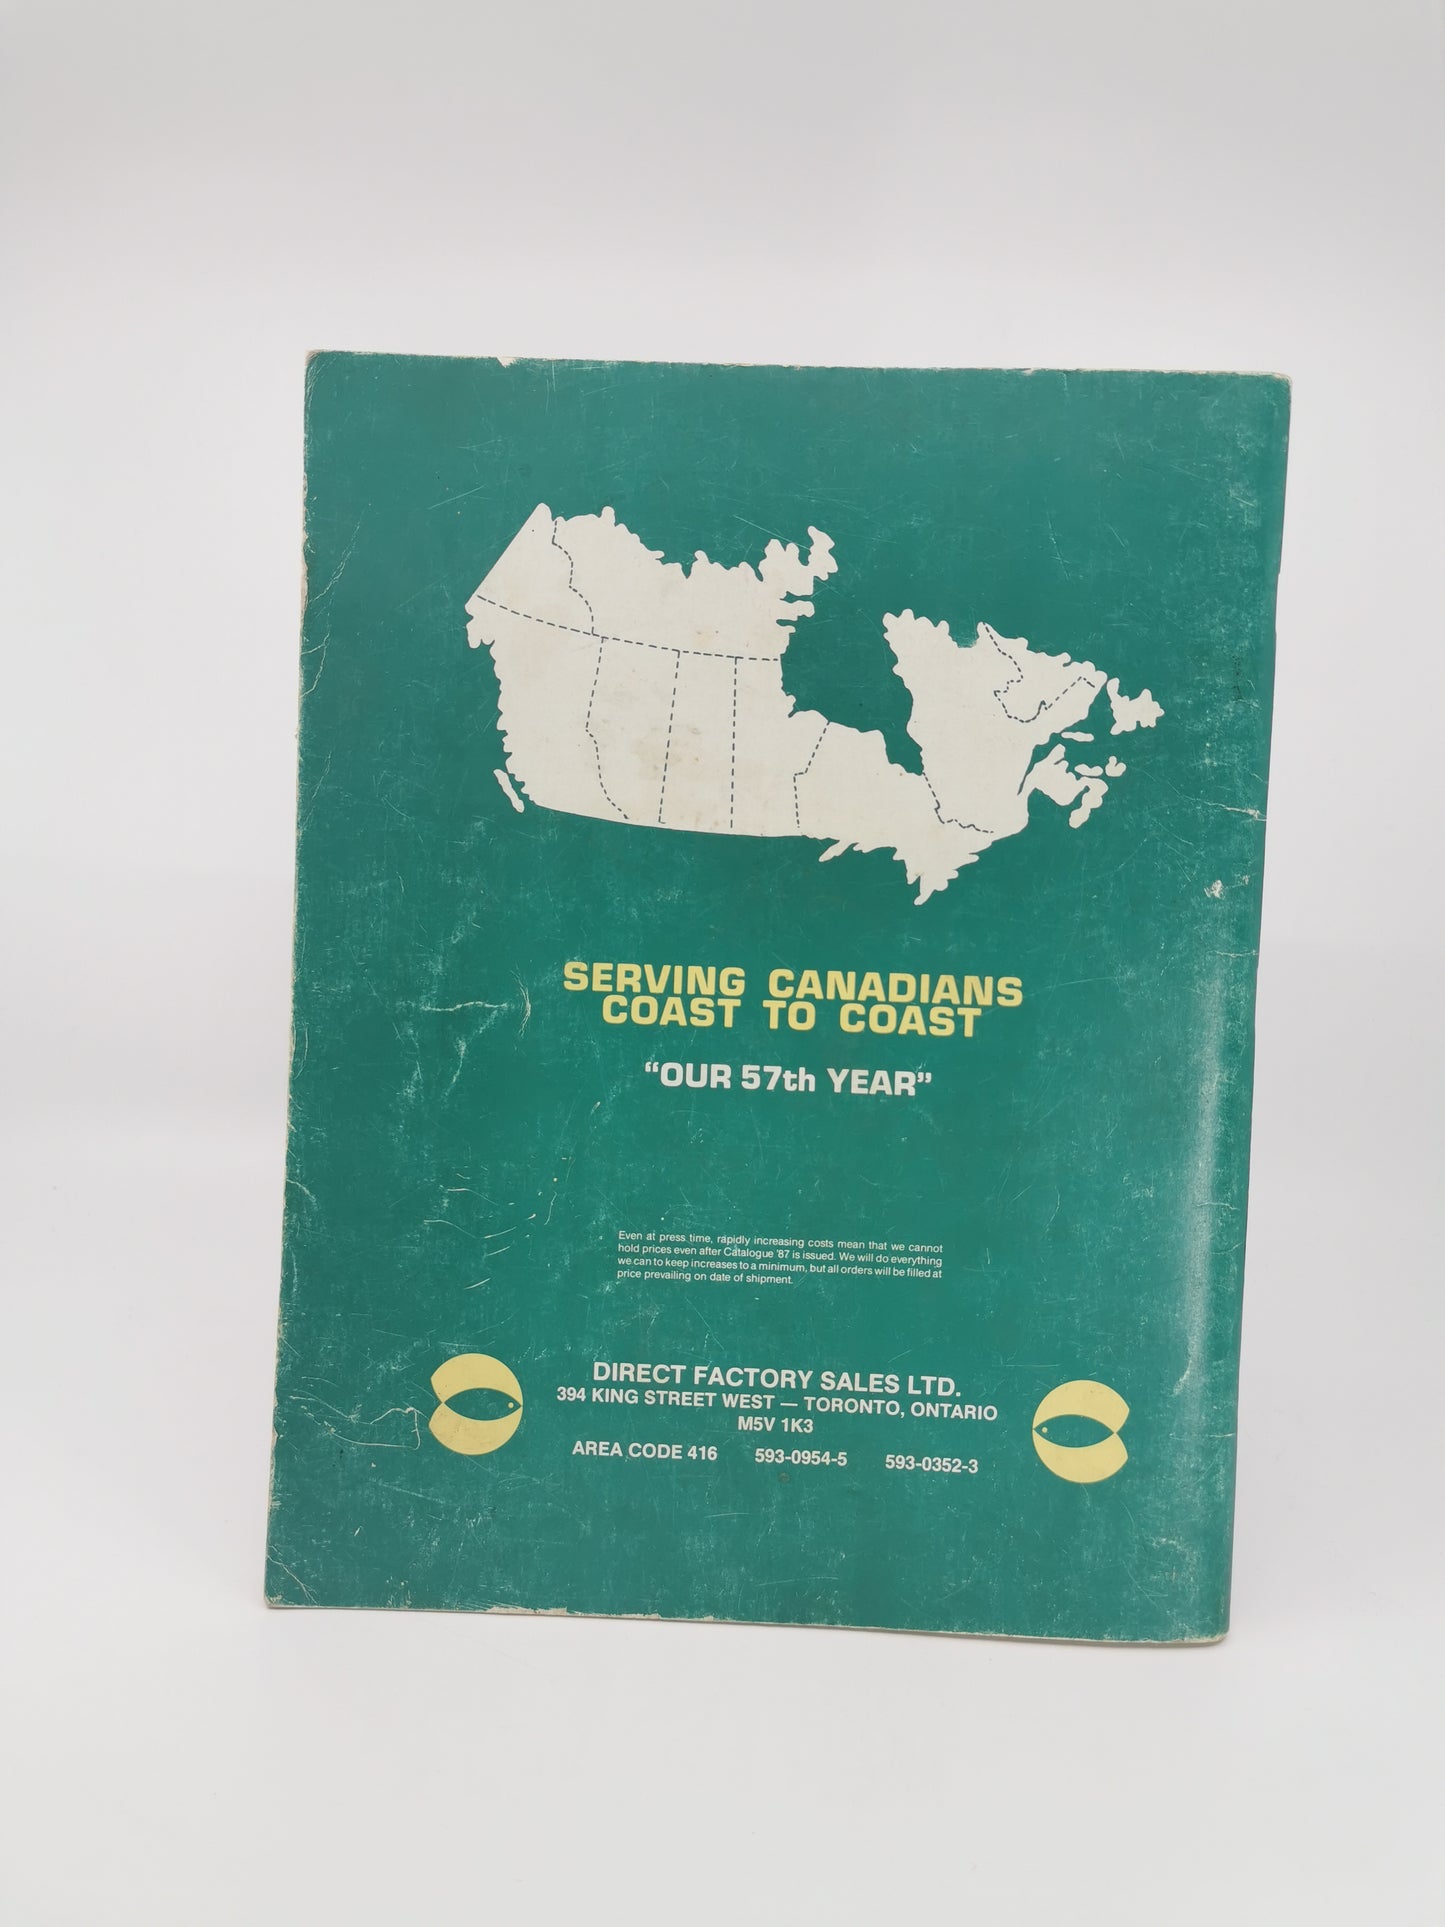 SERVING CANADIANS
COAST TO COAST
“OUR 57th YEAR”
Even at press time, rapidly increasing costs mean that we cannot
hold prices even after Catalogue '87 is issued. We will do everything
we can to keep increases to a minimum, but all orders will be filled at
price prevailing on date of shipment.
DIRECT FACTORY SALES LTD.
394 KING STREET WEST — TORONTO, ONTARIO
M5V 1K3
AREA CODE 416 593-0954-5 593-0352-3